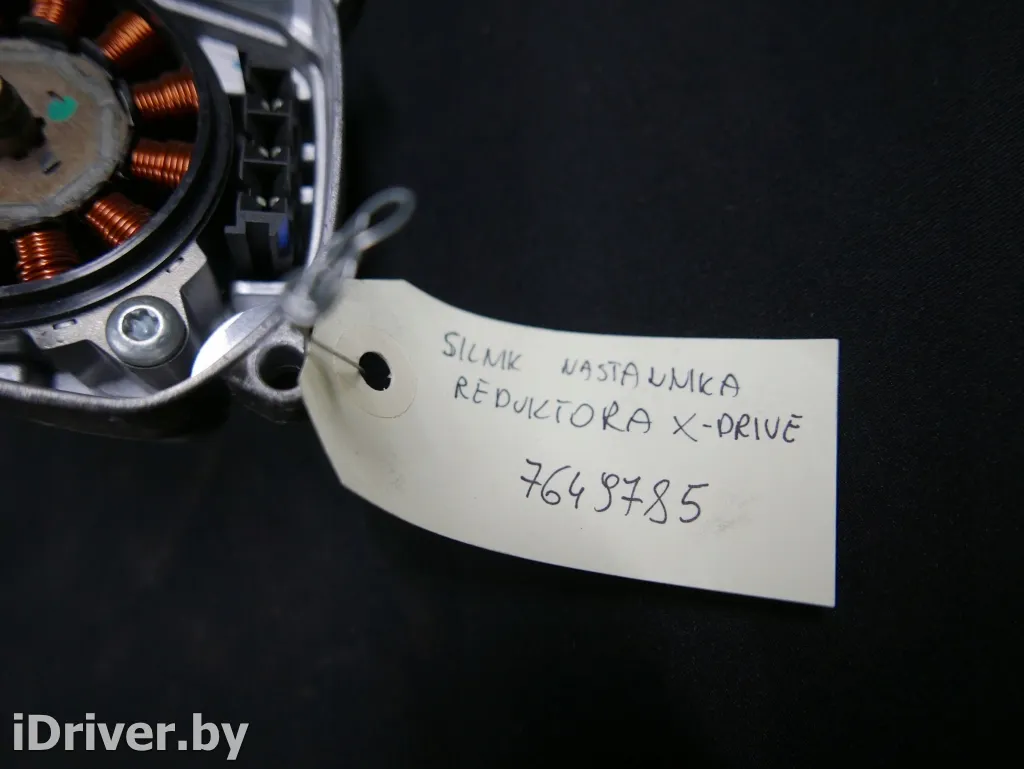 SILNIK NASTAWNIKA
REDUKTORA X-DRIVE
7649785
iDriver.by